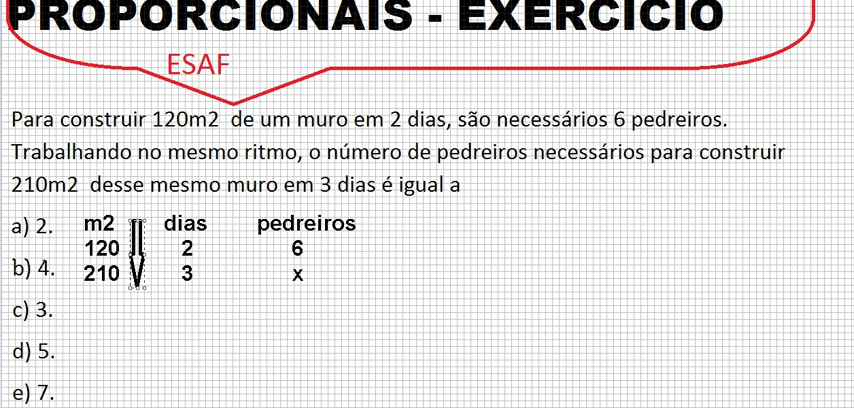 PROPORCIONAIS - EXERCÍCIO
ESAF
Para construir 120m2 de um muro em 2 dias, são necessários 6 pedreiros.
Trabalhando no mesmo ritmo, o número de pedreiros necessários para construir
210m2 desse mesmo muro em 3 dias é igual a
a) 2.
m2 dias pedreiros
120 2 6
b) 4.
210 3 x
c) 3.
d) 5.
e) 7.